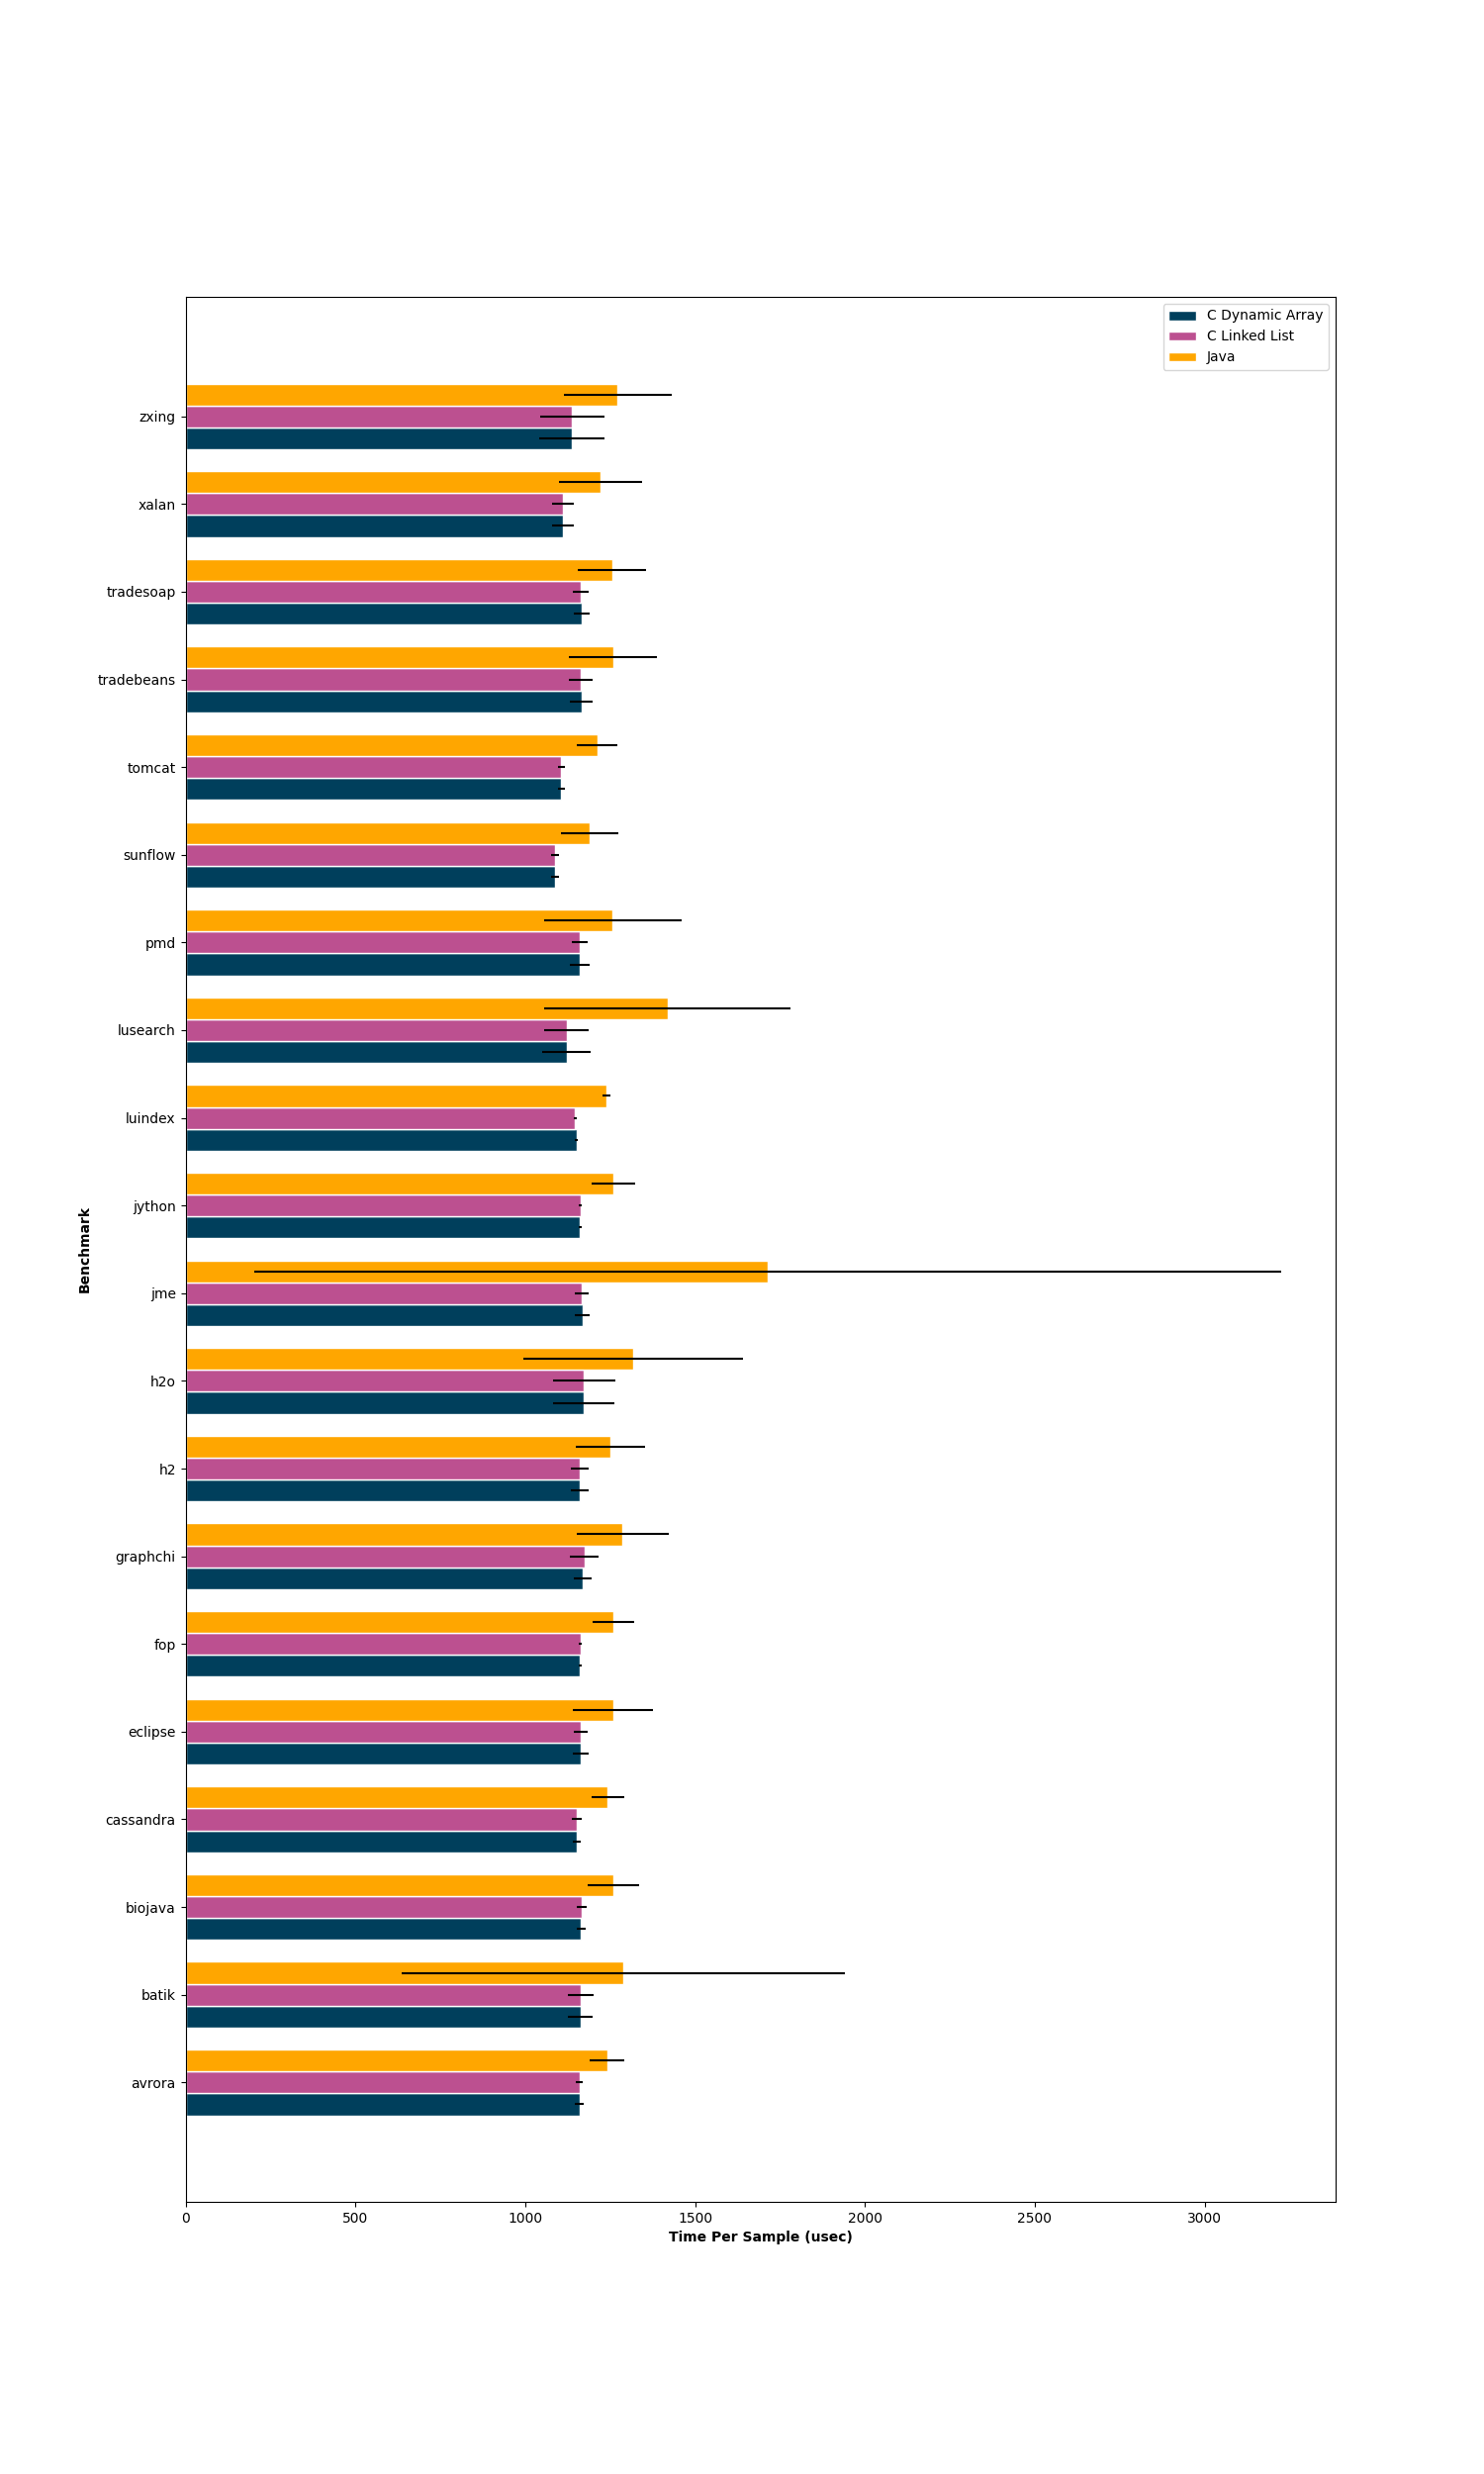 C Dynamic Array
C Linked List
Java
zxing
xalan
tradesoap
tradebeans
tomcat
sunflow
pmd
lusearch
luindex
jython
jme
h2o
h2
graphchi
fop
eclipse
cassandra
biojava
batik
avrora
Benchmark
0 500 1000 1500 2000 2500 3000
Time Per Sample (usec)